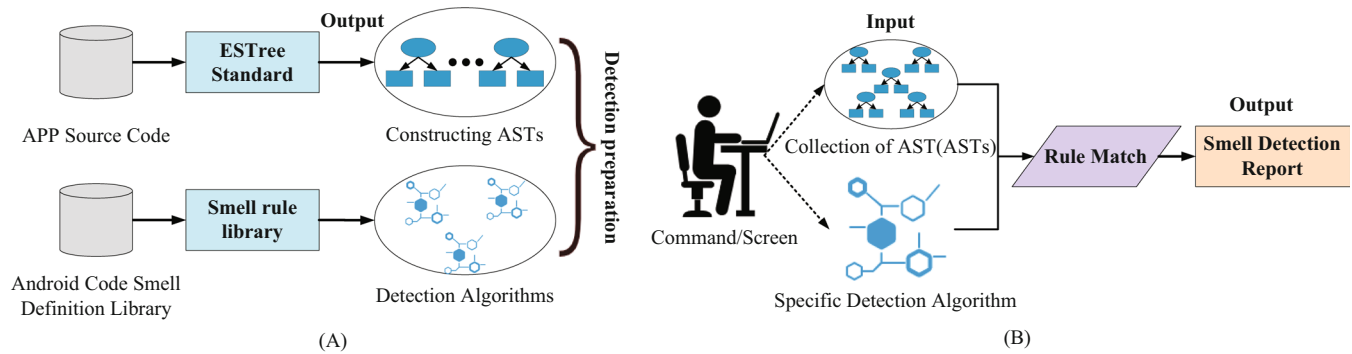 Output
ESTree
Standard
APP Source Code
Constructing ASTs
Smell rule
library
Android Code Smell
Definition Library
Detection Algorithms
Detection preparation
(A)
Input
Collection of AST(ASTs)
Command/Screen
Specific Detection Algorithm
Rule Match
Output
Smell Detection
Report
(B)